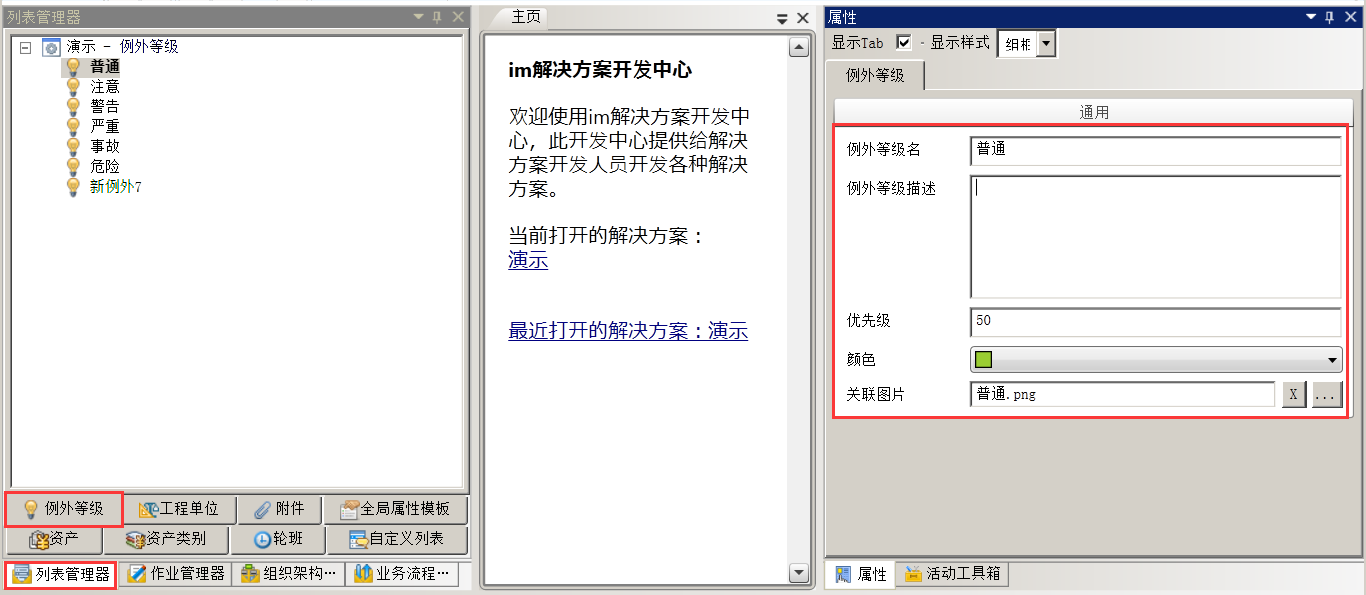 列表管理器
演示 - 例外等级
普通
注意
警告
严重
事故
危险
新例外7
例外等级
工程单位
附件
全局属性模板
资产
资产类别
轮班
自定义列表
列表管理器
作业管理器
组织架构…
业务流程…
主页
im解决方案开发中心
欢迎使用im解决方案开发中
心，此开发中心提供给解决
方案开发人员开发各种解决
方案。
当前打开的解决方案：
演示
最近打开的解决方案：演示
属性
显示Tab - 显示样式
例外等级
通用
例外等级名 普通
例外等级描述
优先级 50
颜色
关联图片 普通.png X ...
属性
活动工具箱